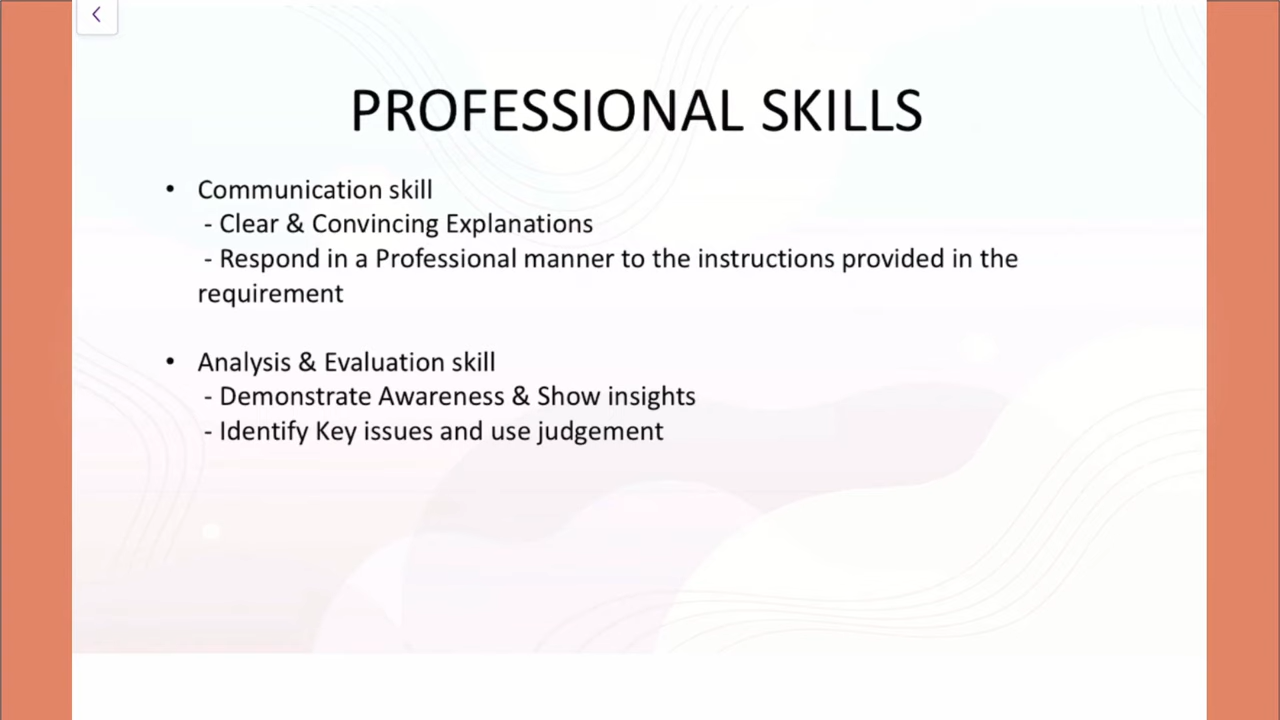 PROFESSIONAL SKILLS
• Communication skill
- Clear & Convincing Explanations
- Respond in a Professional manner to the instructions provided in the
requirement
• Analysis & Evaluation skill
- Demonstrate Awareness & Show insights
- Identify Key issues and use judgement